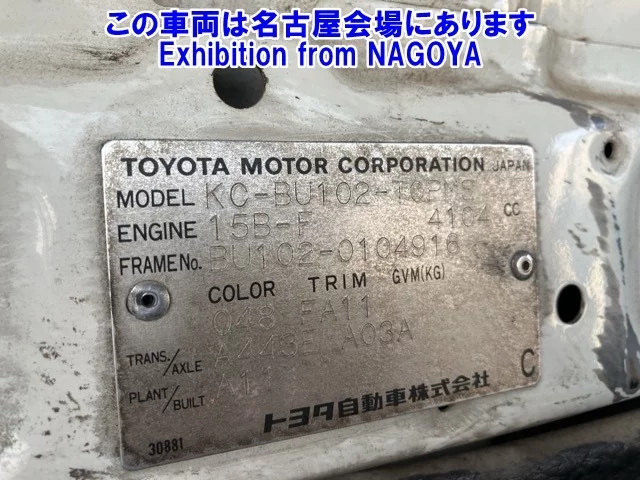 この車両は名古屋会場にあります
Exhibition from NAGOYA
TOYOTA MOTOR CORPORATION JAPAN
MODEL KC-BU102-
ENGINE 15B-F 4104 CC
FRAME No. BU102-0104916
COLOR TRIM GVM(KG)
048 FA11
TRANS./AXLE A443E A03A
PLANT/BUILT A11
C
トヨタ自動車株式会社
30881